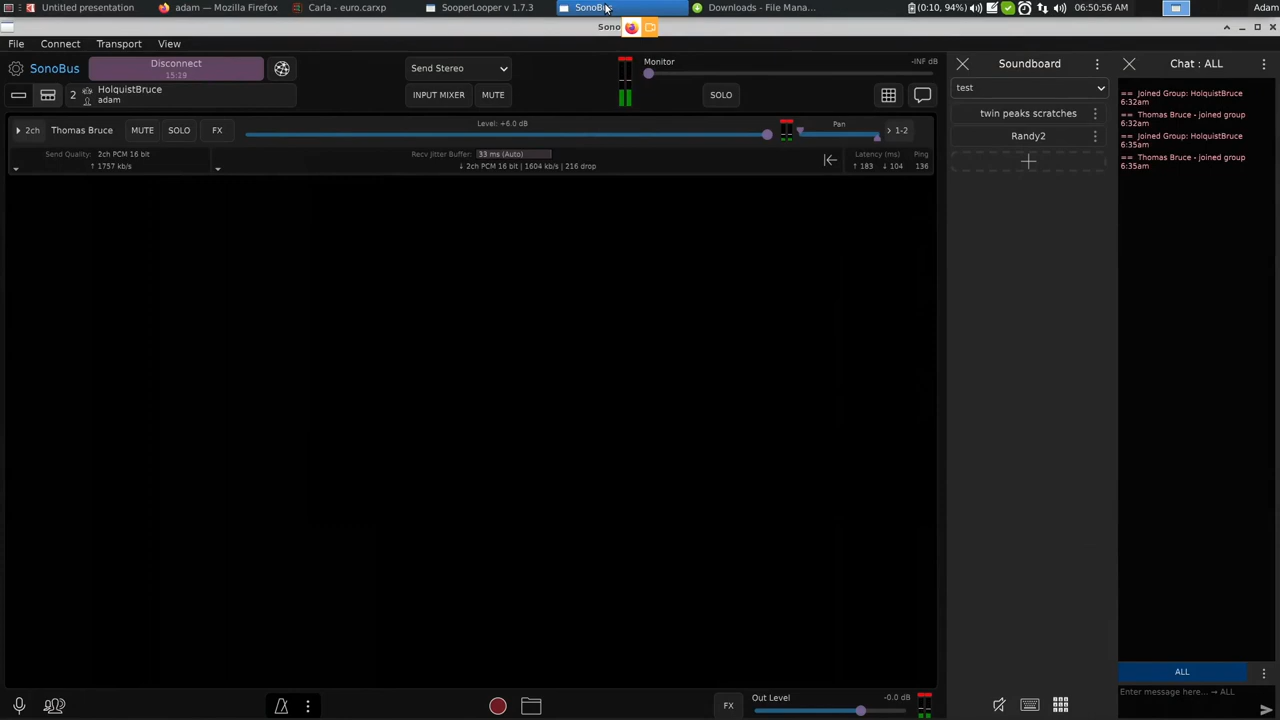 Untitled presentation
adam — Mozilla Firefox
Carla - euro.carxp
SooperLooper v 1.7.3
SonoBus
Downloads - File Mana...
(0:10, 94%)
06:50:56 AM
Adam
Sono
File Connect Transport View
SonoBus
Disconnect
15:19
Send Stereo
Monitor
-INF dB
2
HolquistBruce
adam
INPUT MIXER
MUTE
SOLO
2ch
Thomas Bruce
MUTE
SOLO
FX
Level: +6.0 dB
Pan
1-2
Send Quality: 2ch PCM 16 bit
↑ 1757 kb/s
Recv Jitter Buffer: 33 ms (Auto)
↓ 2ch PCM 16 bit | 1604 kb/s | 216 drop
Latency (ms) Ping
↑ 183 ↓ 104 136
Soundboard
test
twin peaks scratches
Randy2
Chat : ALL
== Joined Group: HolquistBruce
6:32am
== Thomas Bruce - joined group
6:32am
== Joined Group: HolquistBruce
6:35am
== Thomas Bruce - joined group
6:35am
ALL
Enter message here... → ALL
FX
Out Level
-0.0 dB